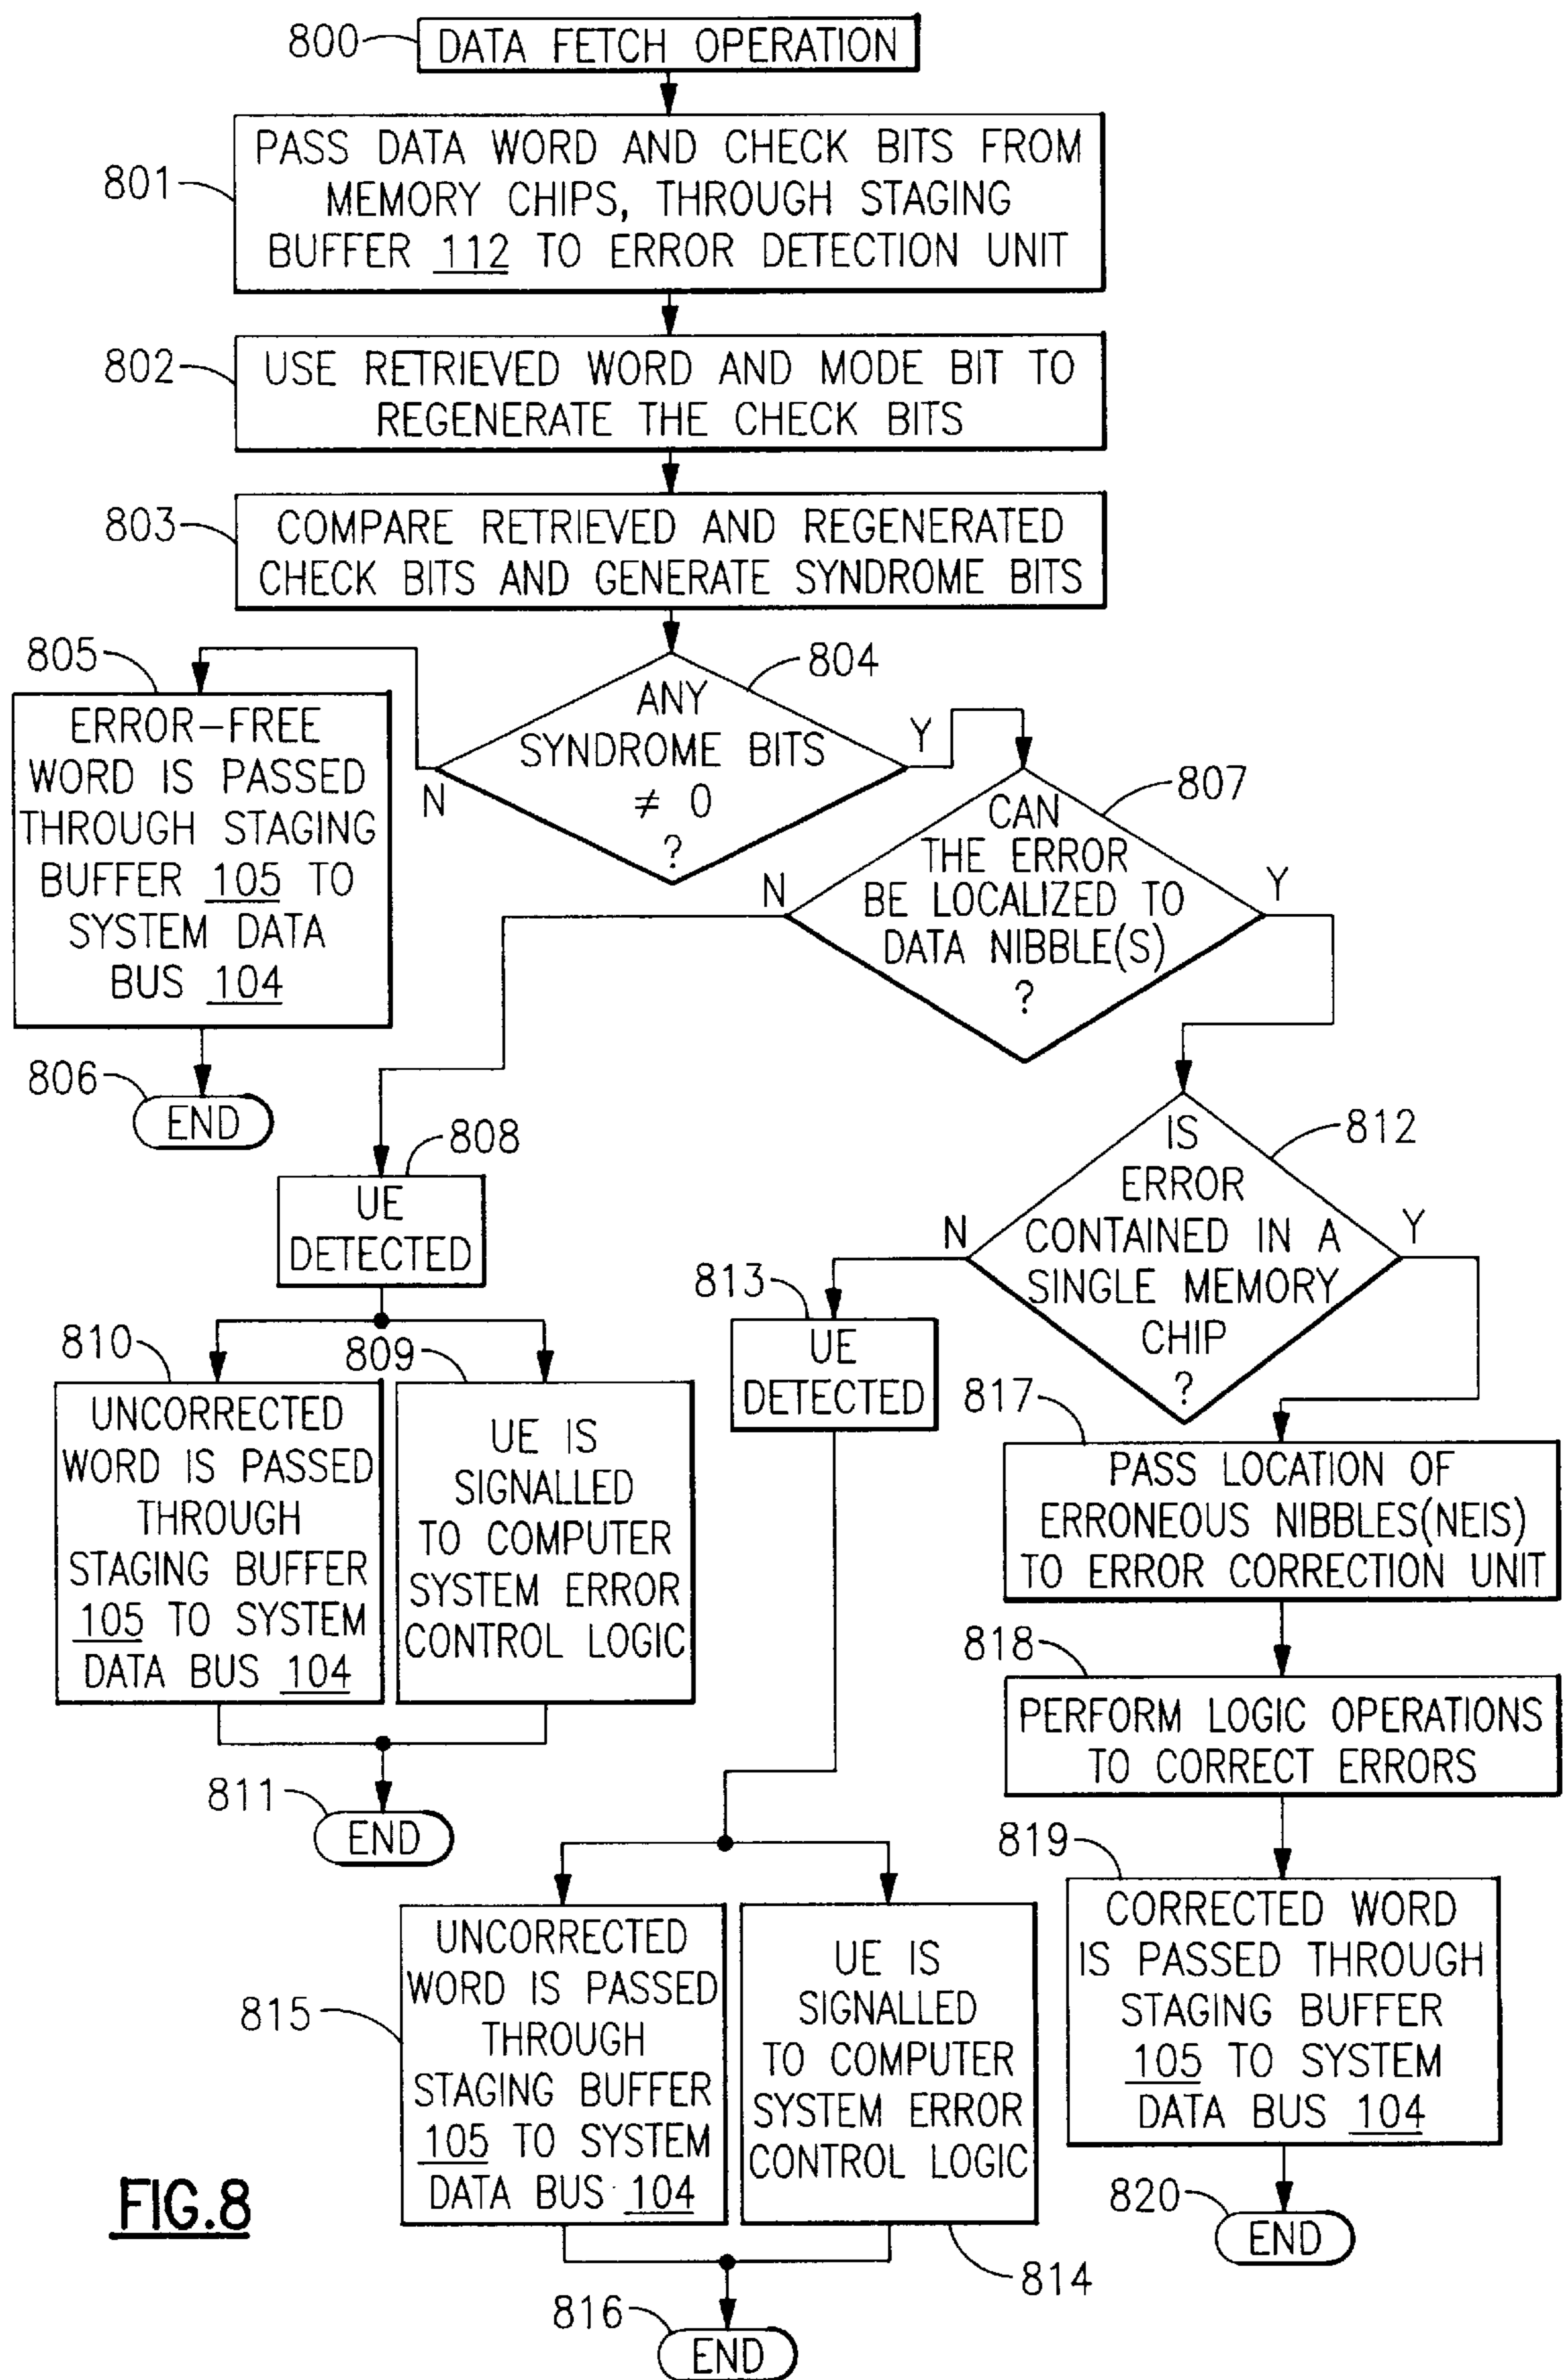 800
DATA FETCH OPERATION
801
PASS DATA WORD AND CHECK BITS FROM
MEMORY CHIPS, THROUGH STAGING
BUFFER 112 TO ERROR DETECTION UNIT
802
USE RETRIEVED WORD AND MODE BIT TO
REGENERATE THE CHECK BITS
803
COMPARE RETRIEVED AND REGENERATED
CHECK BITS AND GENERATE SYNDROME BITS
804
ANY
SYNDROME BITS
≠ 0
?
N
Y
805
ERROR-FREE
WORD IS PASSED
THROUGH STAGING
BUFFER 105 TO
SYSTEM DATA
BUS 104
806
END
807
CAN
THE ERROR
BE LOCALIZED TO
DATA NIBBLE(S)
?
N
Y
808
UE
DETECTED
810
UNCORRECTED
WORD IS PASSED
THROUGH
STAGING BUFFER
105 TO SYSTEM
DATA BUS 104
809
UE IS
SIGNALLED
TO COMPUTER
SYSTEM ERROR
CONTROL LOGIC
811
END
812
IS
ERROR
CONTAINED IN A
SINGLE MEMORY
CHIP
?
N
Y
813
UE
DETECTED
815
UNCORRECTED
WORD IS PASSED
THROUGH
STAGING BUFFER
105 TO SYSTEM
DATA BUS 104
814
UE IS
SIGNALLED
TO COMPUTER
SYSTEM ERROR
CONTROL LOGIC
816
END
817
PASS LOCATION OF
ERRONEOUS NIBBLES(NEIS)
TO ERROR CORRECTION UNIT
818
PERFORM LOGIC OPERATIONS
TO CORRECT ERRORS
819
CORRECTED WORD
IS PASSED THROUGH
STAGING BUFFER
105 TO SYSTEM
DATA BUS 104
820
END
FIG.8